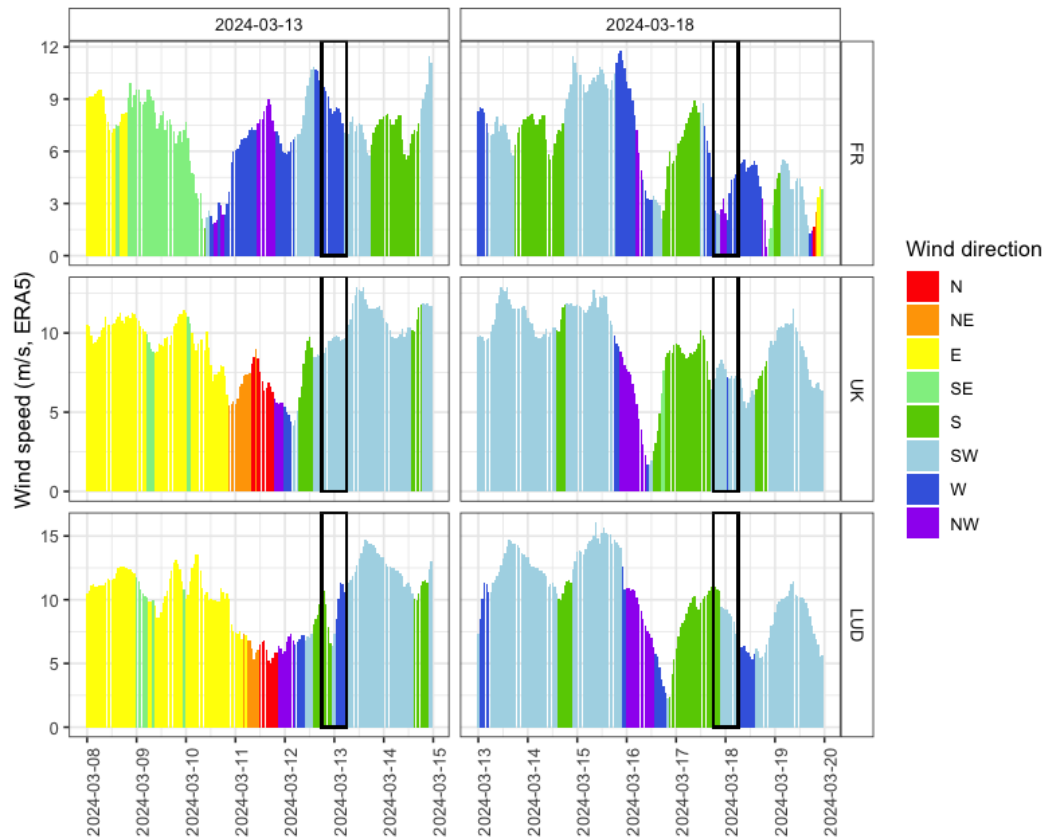 2024-03-13
2024-03-18
12
9
6
3
0
FR
10
5
0
UK
15
10
5
0
LUD
Wind speed (m/s, ERA5)
2024-03-08
2024-03-09
2024-03-10
2024-03-11
2024-03-12
2024-03-13
2024-03-14
2024-03-15
2024-03-13
2024-03-14
2024-03-15
2024-03-16
2024-03-17
2024-03-18
2024-03-19
2024-03-20
Wind direction
N
NE
E
SE
S
SW
W
NW